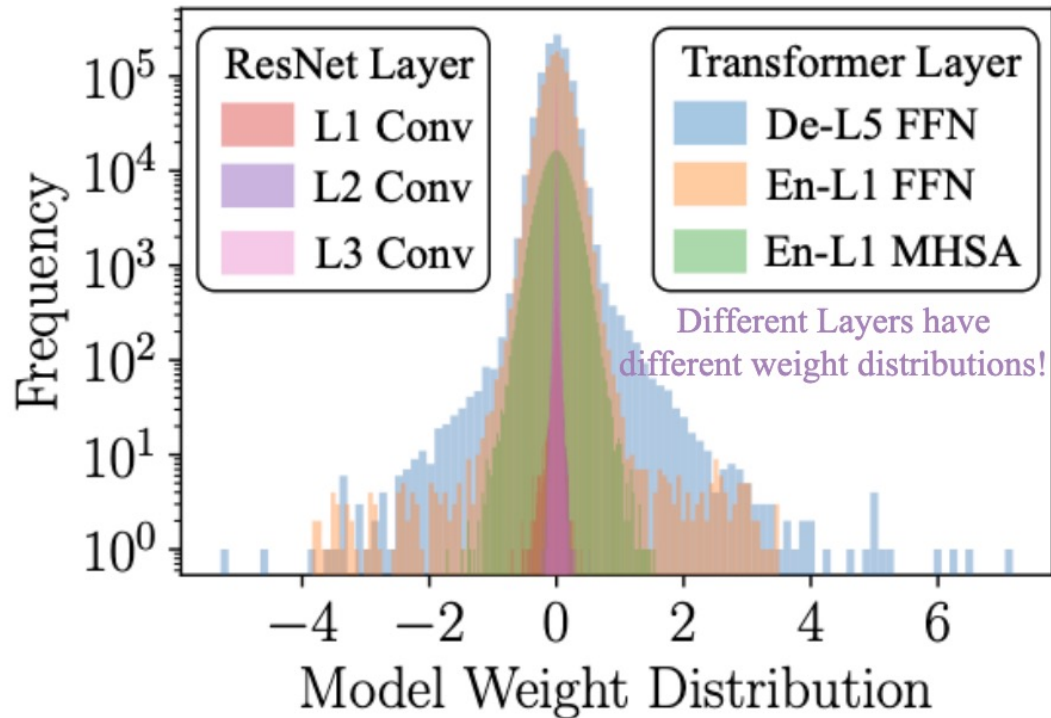 ResNet Layer
L1 Conv
L2 Conv
L3 Conv
Transformer Layer
De-L5 FFN
En-L1 FFN
En-L1 MHSA
Different Layers have
different weight distributions!
Frequency
10^5
10^4
10^3
10^2
10^1
10^0
−4 −2 0 2 4 6
Model Weight Distribution